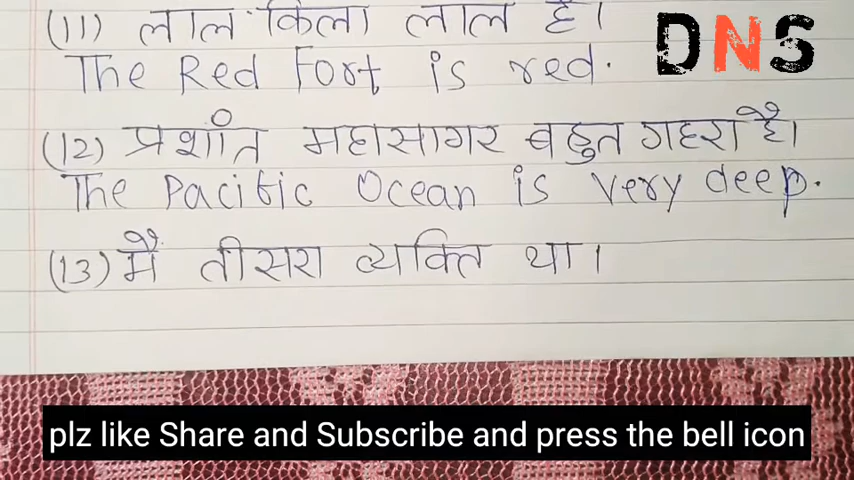 (11) लाल किला लाल है।
DNS
The Red Fort is red.
(12) प्रशांत महासागर बहुत गहरा है।
The Pacific Ocean is very deep.
(13) मैं तीसरा व्यक्ति था।
plz like Share and Subscribe and press the bell icon